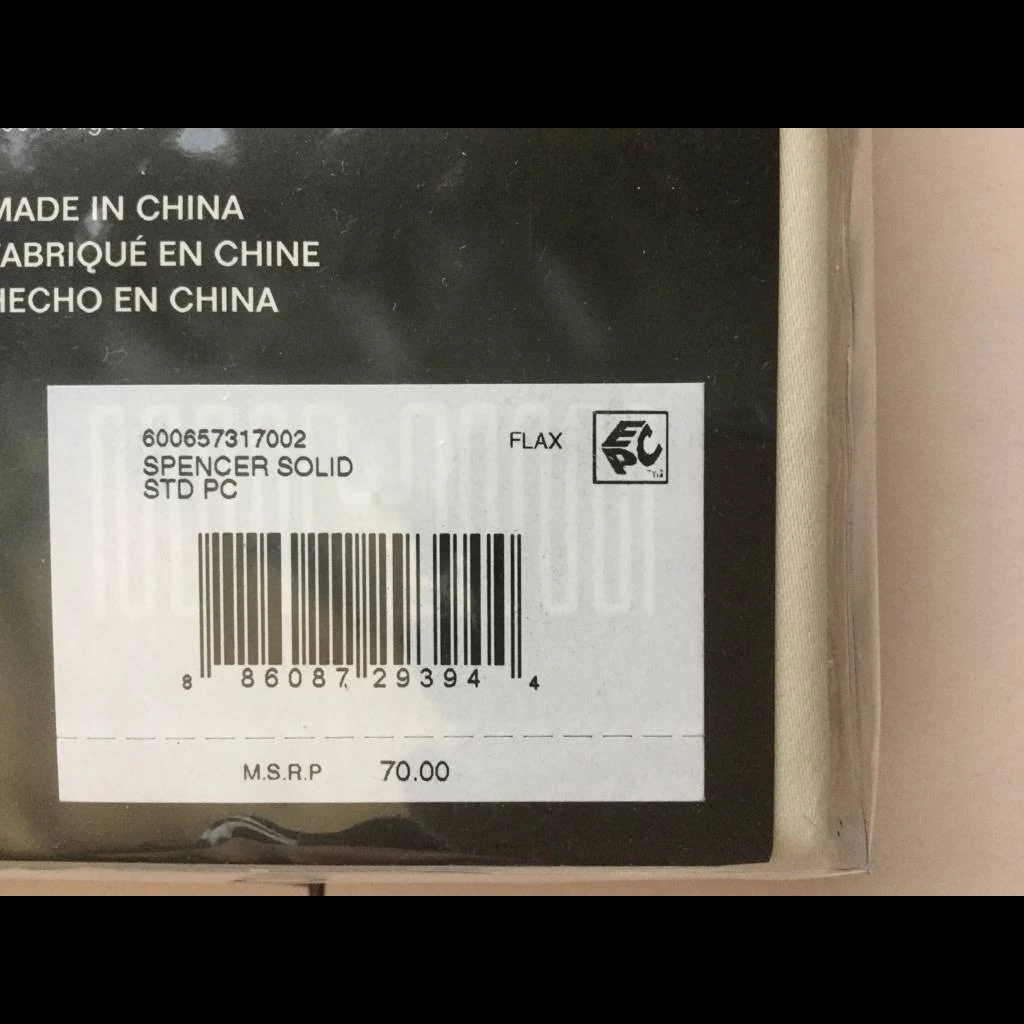 MADE IN CHINA
FABRIQUÉ EN CHINE
HECHO EN CHINA
600657317002 FLAX EPC
SPENCER SOLID
STD PC
8 86087 29394 4
M.S.R.P 70.00